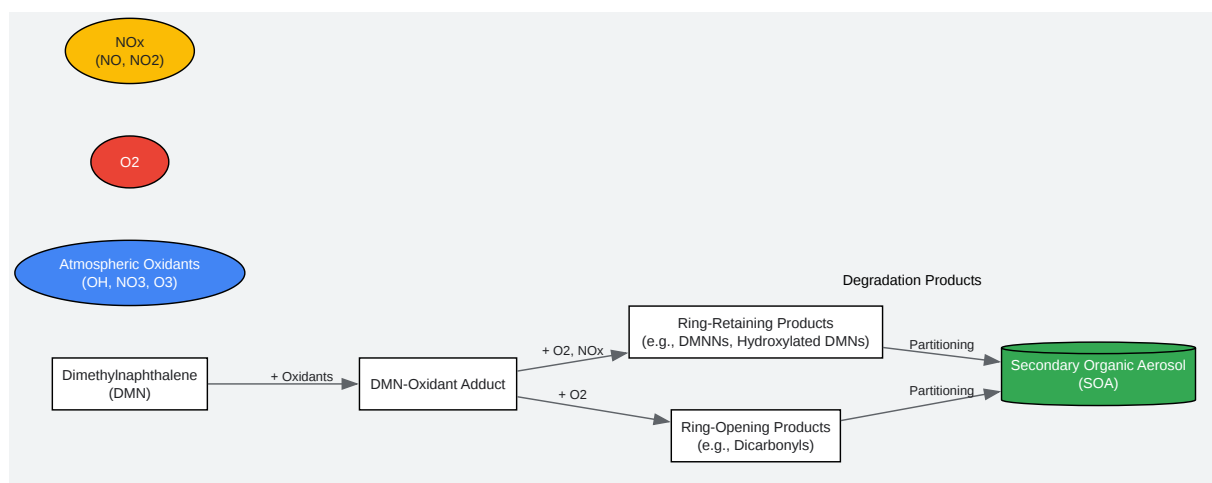 NOx
(NO, NO2)
O2
Atmospheric Oxidants
(OH, NO3, O3)
Degradation Products
Dimethylnaphthalene
(DMN)
+ Oxidants
DMN-Oxidant Adduct
+ O2, NOx
+ O2
Ring-Retaining Products
(e.g., DMNNs, Hydroxylated DMNs)
Ring-Opening Products
(e.g., Dicarbonyls)
Partitioning
Partitioning
Secondary Organic Aerosol
(SOA)